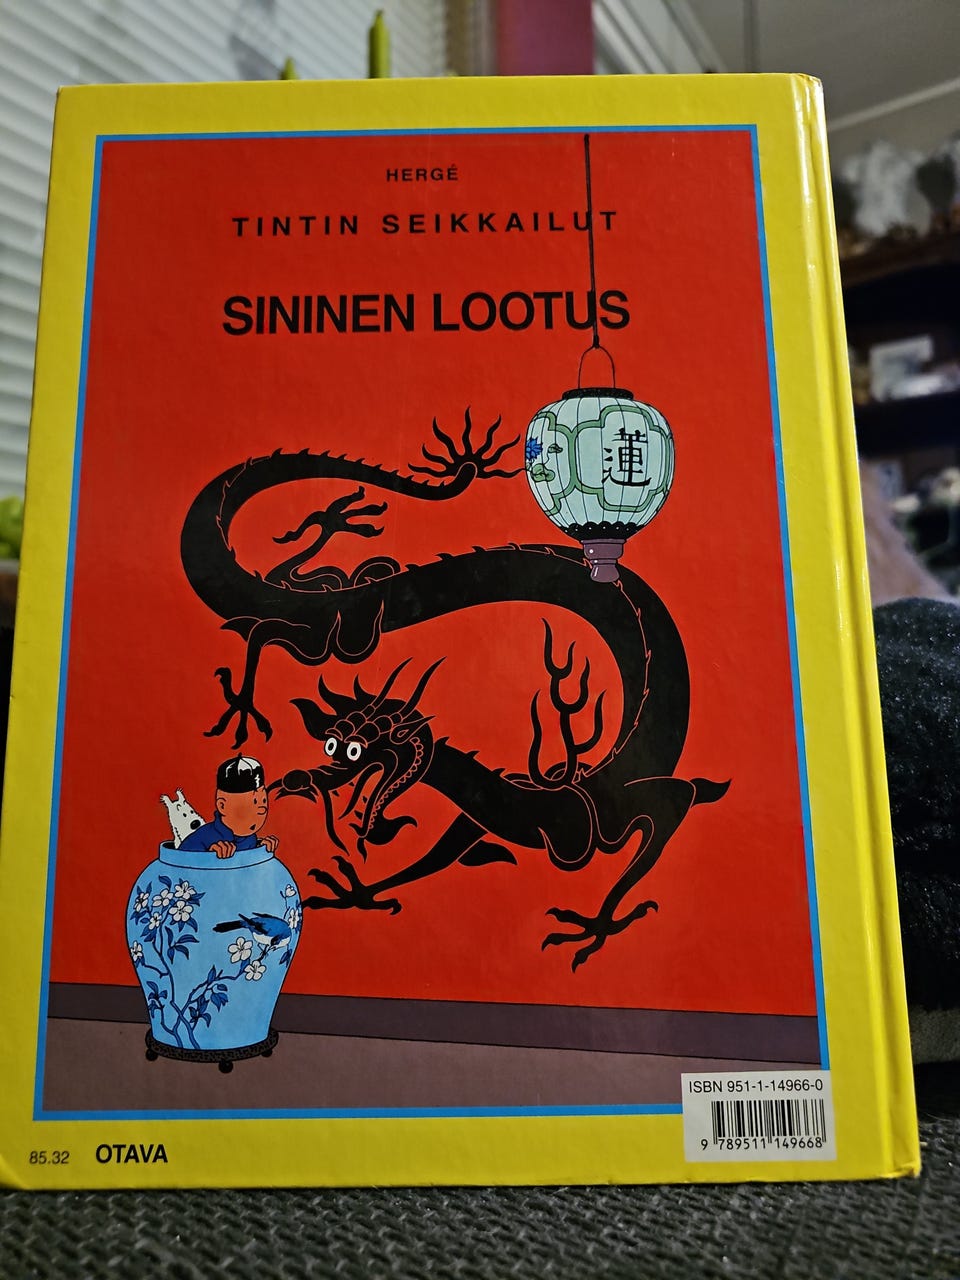 HERGÉ
TINTIN SEIKKAILUT
SININEN LOOTUS
蓮
ISBN 951-1-14966-0
9 789511 149668
85.32 OTAVA